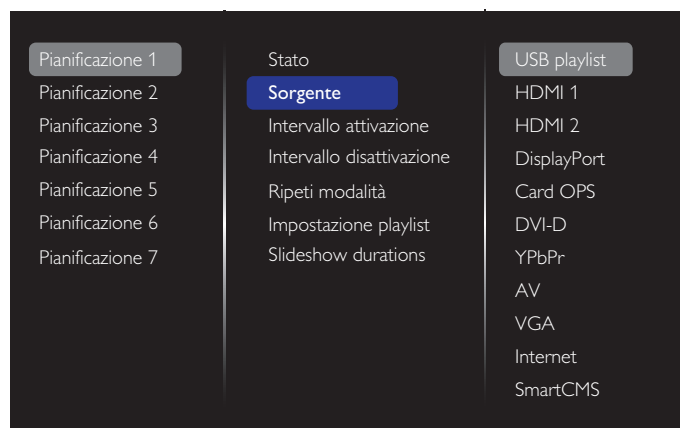 Pianificazione 1
Pianificazione 2
Pianificazione 3
Pianificazione 4
Pianificazione 5
Pianificazione 6
Pianificazione 7
Stato
Sorgente
Intervallo attivazione
Intervallo disattivazione
Ripeti modalità
Impostazione playlist
Slideshow durations
USB playlist
HDMI 1
HDMI 2
DisplayPort
Card OPS
DVI-D
YPbPr
AV
VGA
Internet
SmartCMS